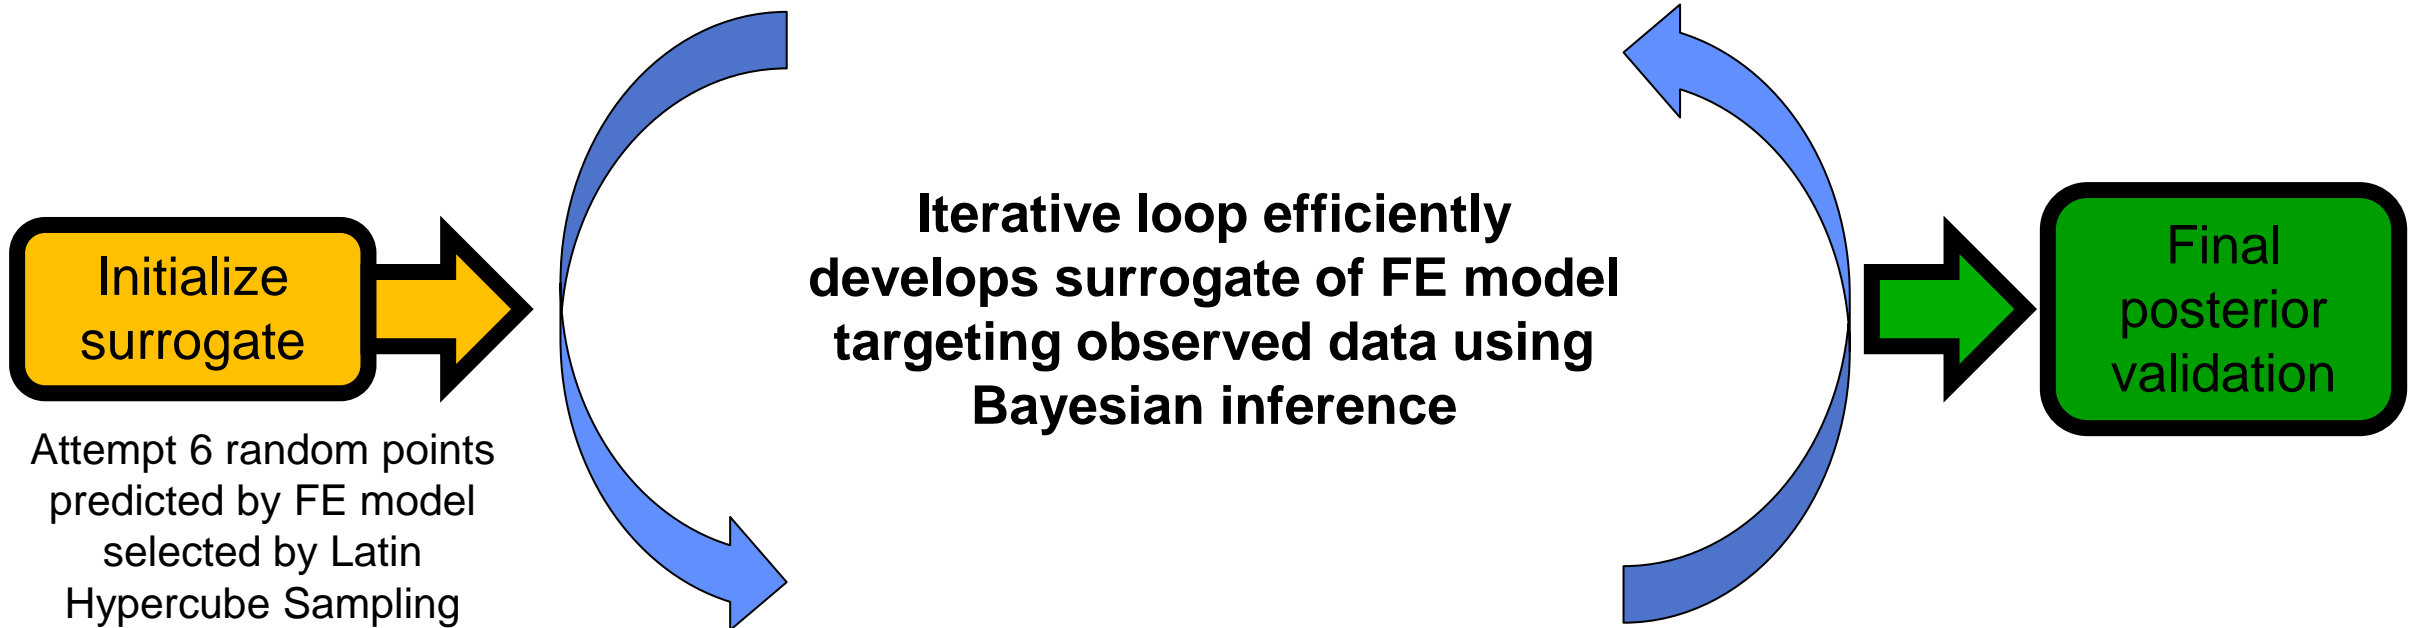 Initialize
surrogate
Attempt 6 random points
predicted by FE model
selected by Latin
Hypercube Sampling
Iterative loop efficiently
develops surrogate of FE model
targeting observed data using
Bayesian inference
Final
posterior
validation